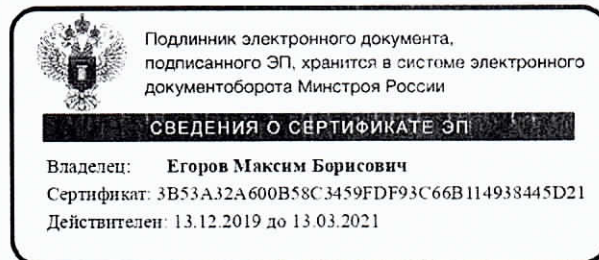 Подлинник электронного документа,
подписанного ЭП, хранится в системе электронного
документооборота Минстроя России
СВЕДЕНИЯ О СЕРТИФИКАТЕ ЭП
Владелец: Егоров Максим Борисович
Сертификат: 3B53A32A600B58C3459FDF93C66B114938445D21
Действителен: 13.12.2019 до 13.03.2021